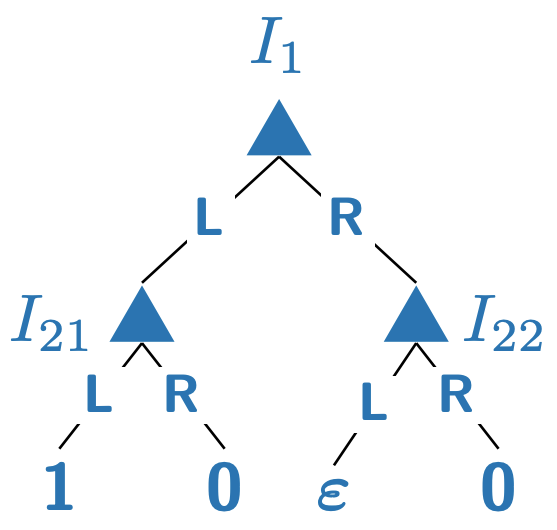 I₁
L R
I₂₁ I₂₂
L R L R
1 0 ε 0